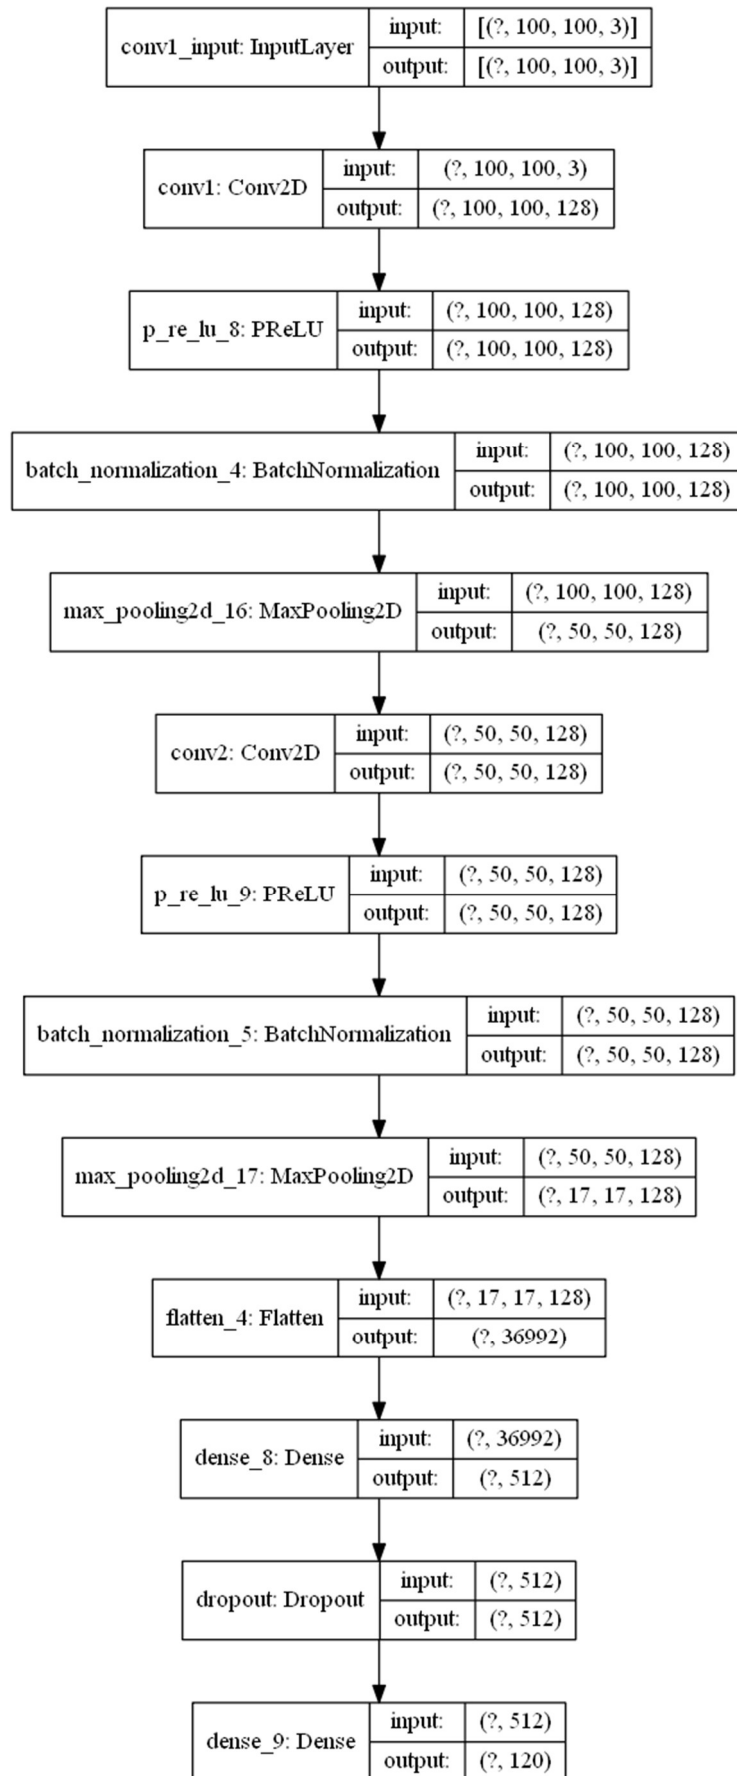 conv1_input: InputLayer
input: [(?, 100, 100, 3)]
output: [(?, 100, 100, 3)]
conv1: Conv2D
input: (?, 100, 100, 3)
output: (?, 100, 100, 128)
p_re_lu_8: PReLU
input: (?, 100, 100, 128)
output: (?, 100, 100, 128)
batch_normalization_4: BatchNormalization
input: (?, 100, 100, 128)
output: (?, 100, 100, 128)
max_pooling2d_16: MaxPooling2D
input: (?, 100, 100, 128)
output: (?, 50, 50, 128)
conv2: Conv2D
input: (?, 50, 50, 128)
output: (?, 50, 50, 128)
p_re_lu_9: PReLU
input: (?, 50, 50, 128)
output: (?, 50, 50, 128)
batch_normalization_5: BatchNormalization
input: (?, 50, 50, 128)
output: (?, 50, 50, 128)
max_pooling2d_17: MaxPooling2D
input: (?, 50, 50, 128)
output: (?, 17, 17, 128)
flatten_4: Flatten
input: (?, 17, 17, 128)
output: (?, 36992)
dense_8: Dense
input: (?, 36992)
output: (?, 512)
dropout: Dropout
input: (?, 512)
output: (?, 512)
dense_9: Dense
input: (?, 512)
output: (?, 120)